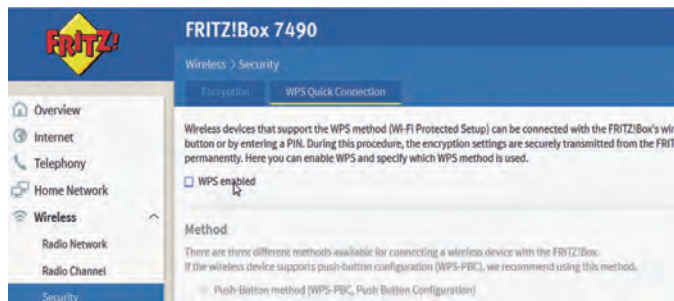 FRITZ!
FRITZ!Box 7490
Wireless > Security
Encryption
WPS Quick Connection
Overview
Internet
Telephony
Home Network
Wireless
Radio Network
Radio Channel
Security
Wireless devices that support the WPS method (Wi-Fi Protected Setup) can be connected with the FRITZ!Box's
button or by entering a PIN. During this procedure, the encryption settings are securely transmitted from the
permanently. Here you can enable WPS and specify which WPS method is used.
WPS enabled
Method
There are three different methods available for connecting a wireless device with the FRITZ!Box.
If the wireless device supports push-button configuration (WPS-PBC), we recommend using this method.
Push-Button method (WPS-PBC, Push Button Configuration)